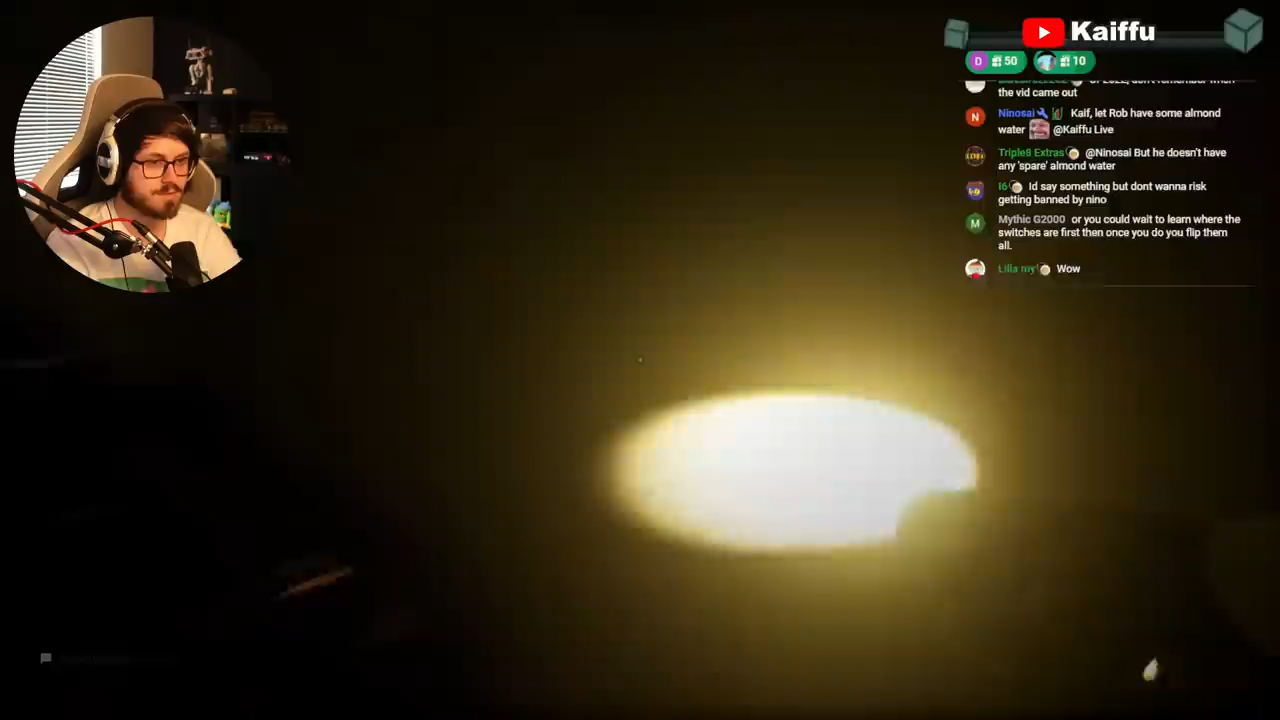 Kaiffu
D 50 10
the vid came out
N Ninosai Kaif, let Rob have some almond
water @Kaiffu Live
Triple8 Extras @Ninosai But he doesn't have
any 'spare' almond water
I6 Id say something but dont wanna risk
getting banned by nino
M Mythic G2000 or you could wait to learn where the
switches are first then once you do you flip them
all.
Lilla my Wow